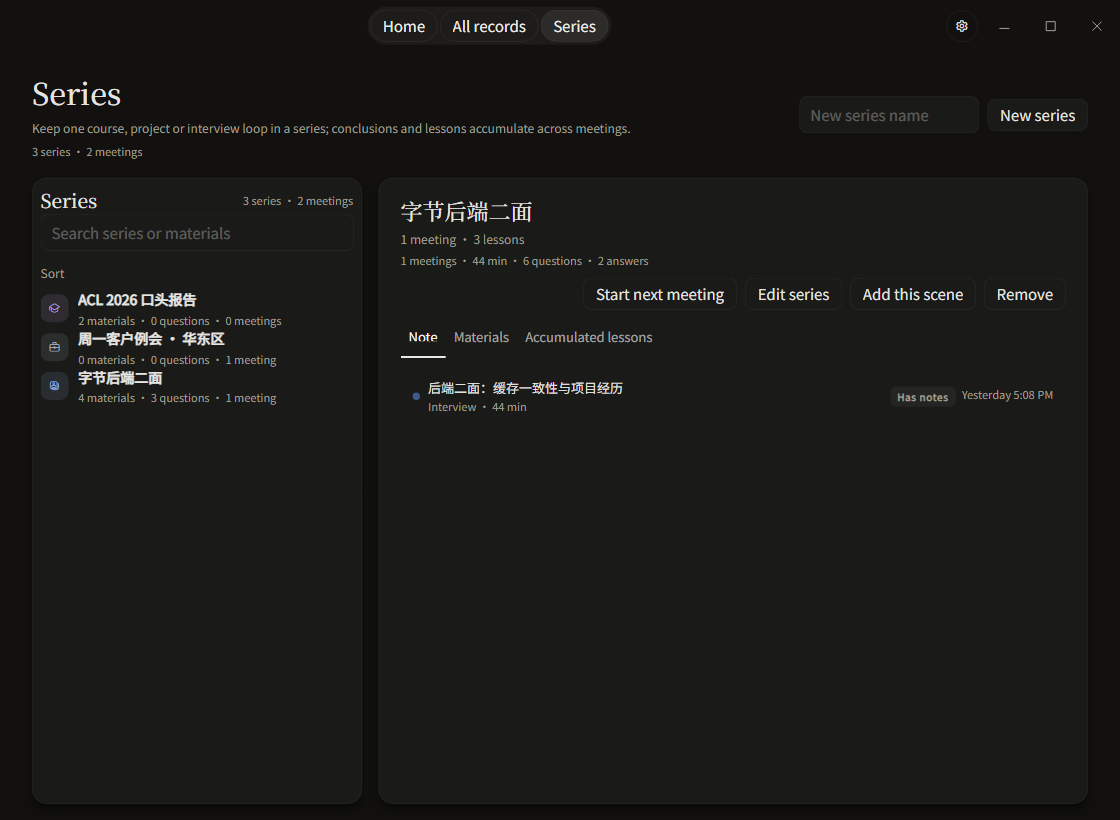 Home All records Series
Series
Keep one course, project or interview loop in a series; conclusions and lessons accumulate across meetings.
3 series • 2 meetings
New series name New series
Series 3 series • 2 meetings
Search series or materials
Sort
ACL 2026 口头报告
2 materials • 0 questions • 0 meetings
周一客户例会 · 华东区
0 materials • 0 questions • 1 meeting
字节后端二面
4 materials • 3 questions • 1 meeting
字节后端二面
1 meeting • 3 lessons
1 meetings • 44 min • 6 questions • 2 answers
Start next meeting Edit series Add this scene Remove
Note Materials Accumulated lessons
后端二面：缓存一致性与项目经历
Interview • 44 min
Has notes Yesterday 5:08 PM